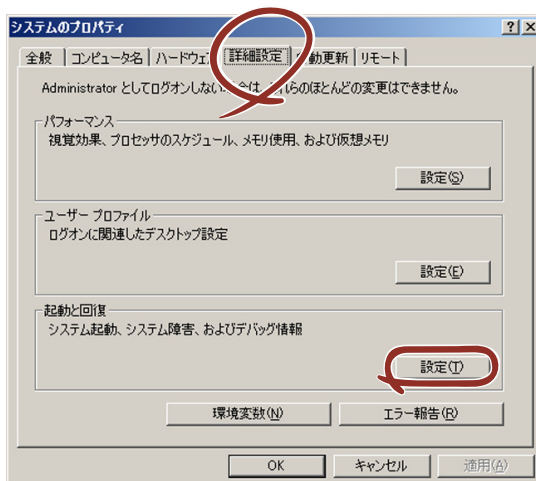 システムのプロパティ
全般 コンピュータ名 ハードウェア 詳細設定 動更新 リモート
Administrator としてログオンしない 合は、 れらのほとんどの変更はできません。
パフォーマンス
視覚効果、プロセッサのスケジュール、メモリ使用、および仮想メモリ
設定(S)
ユーザー プロファイル
ログオンに関連したデスクトップ設定
設定(E)
起動と回復
システム起動、システム障害、およびデバッグ情報
設定(T)
環境変数(N) エラー報告(R)
OK キャンセル 適用(A)